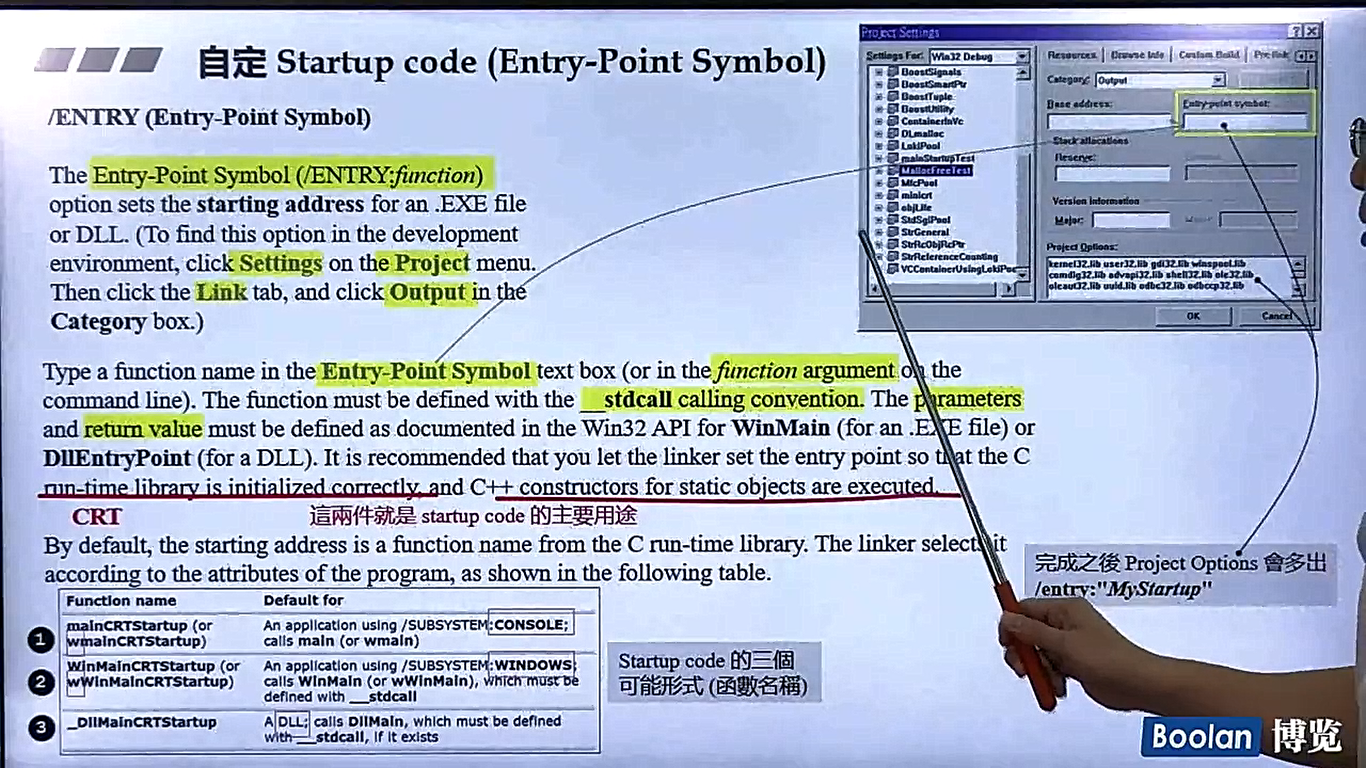 自定 Startup code (Entry-Point Symbol)
/ENTRY (Entry-Point Symbol)
The Entry-Point Symbol (/ENTRY:function)
option sets the starting address for an .EXE file
or DLL. (To find this option in the development
environment, click Settings on the Project menu.
Then click the Link tab, and click Output in the
Category box.)
Project Settings
Settings For: Win32 Debug
BoostSignals
BoostSmartPtr
BoostTuple
BoostUtility
ContainerInVc
DLmalloc
LokiPool
mainStartupTest
MallocFreeTest
MfcPool
minicrt
objLife
StdSglPool
StrGeneral
StrRcObjRcPtr
StrReferenceCounting
VCContainerUsingLokiPoo
Resources Browse Info Custom Build Pre-link
Category: Output
Base address: Entry-point symbol:
Stack allocations
Reserve:
Version information
Major:
Project Options:
kernel32.lib user32.lib gdi32.lib winspool.lib
comdlg32.lib advapi32.lib shell32.lib ole32.lib
oleaut32.lib uuid.lib odbc32.lib odbccp32.lib
OK Cancel
Type a function name in the Entry-Point Symbol text box (or in the function argument on the
command line). The function must be defined with the __stdcall calling convention. The parameters
and return value must be defined as documented in the Win32 API for WinMain (for an .EXE file) or
DllEntryPoint (for a DLL). It is recommended that you let the linker set the entry point so that the C
run-time library is initialized correctly, and C++ constructors for static objects are executed.
CRT 這兩件就是 startup code 的主要用途
By default, the starting address is a function name from the C run-time library. The linker selects it
according to the attributes of the program, as shown in the following table.
完成之後 Project Options 會多出
/entry:"MyStartup"
Function name Default for
1 mainCRTStartup (or An application using /SUBSYSTEM:CONSOLE;
wmainCRTStartup) calls main (or wmain)
2 WinMainCRTStartup (or An application using /SUBSYSTEM:WINDOWS;
wWinMainCRTStartup) calls WinMain (or wWinMain), which must be
defined with __stdcall
3 _DllMainCRTStartup A DLL; calls DllMain, which must be defined
with __stdcall, if it exists
Startup code 的三個
可能形式 (函數名稱)
Boolan 博览